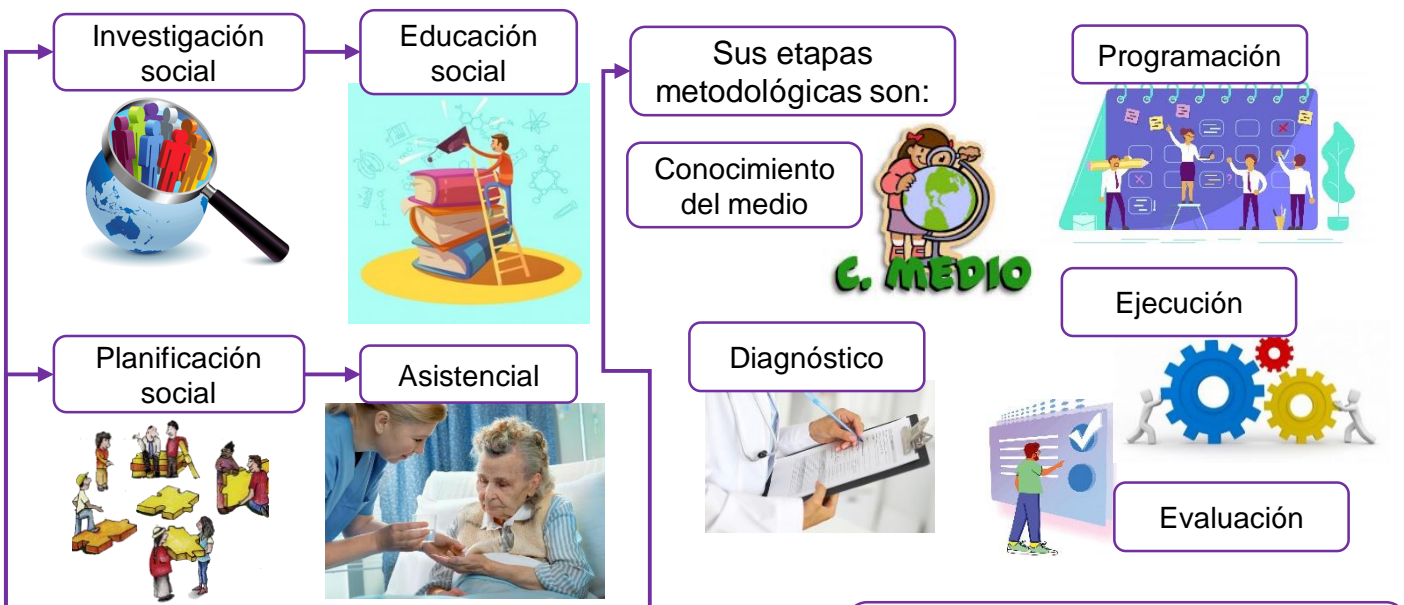 Investigación
social
Educación
social
Planificación
social
Asistencial
Sus etapas
metodológicas son:
Conocimiento
del medio
C. MEDIO
Diagnóstico
Programación
Ejecución
Evaluación